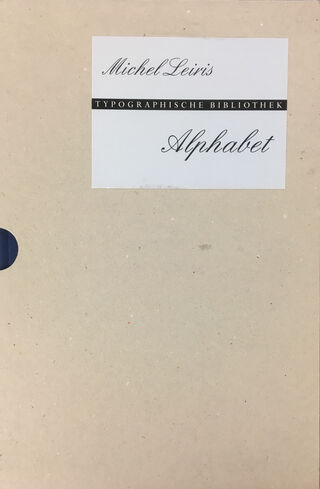 Michel Leiris
TYPOGRAPHISCHE BIBLIOTHEK
Alphabet